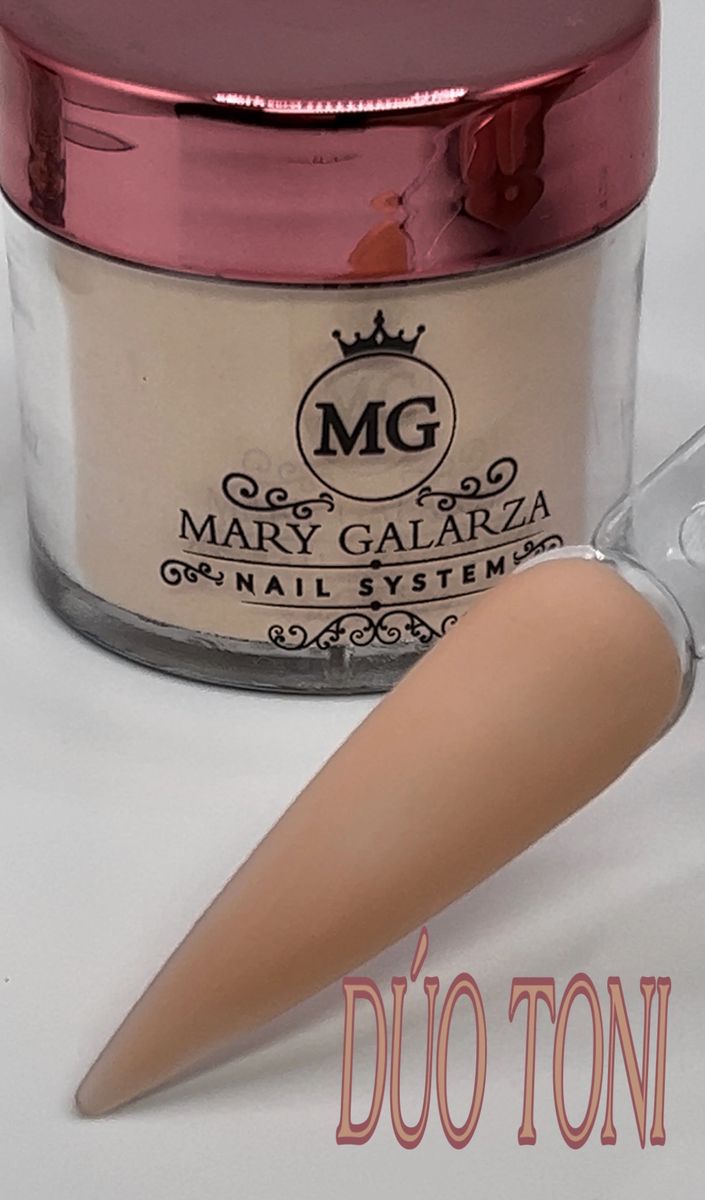 MG
MARY GALARZA
NAIL SYSTEM
DÚO TONI